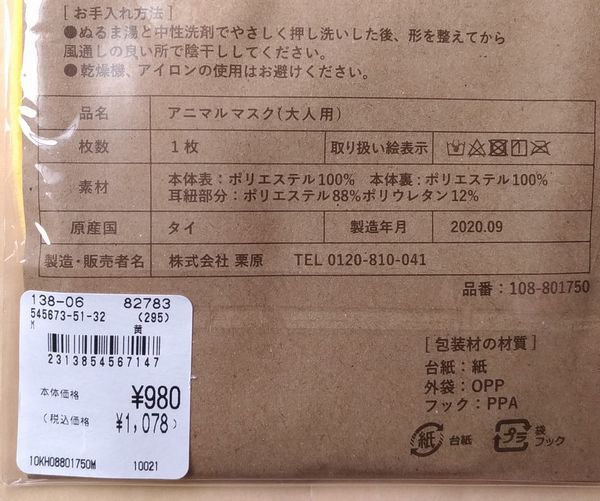 [ お手入れ方法 ]
●ぬるま湯と中性洗剤でやさしく押し洗いした後、形を整えてから
風通しの良い所で陰干ししてください。
●乾燥機、アイロンの使用はお避けください。
品名 アニマルマスク(大人用)
枚数 1枚 取り扱い絵表示
素材 本体表：ポリエステル100% 本体裏：ポリエステル100%
耳紐部分：ポリエステル88%ポリウレタン12%
原産国 タイ 製造年月 2020.09
製造・販売者名 株式会社 栗原 TEL 0120-810-041
品番：108-801750
138-06 82783
545673-51-32 (295)
M 黄
2313854567147
本体価格 ¥980
(税込価格 ¥1,078)
10KH08801750M 10021
[ 包装材の材質 ]
台紙：紙
外袋：OPP
フック：PPA
紙 台紙 プラ 袋
フック